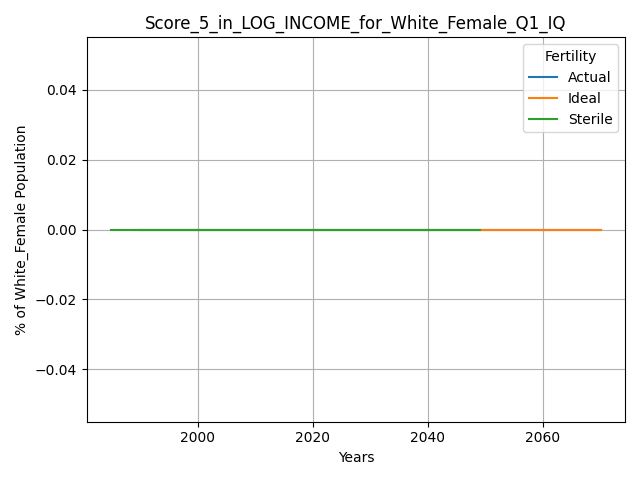 Score_5_in_LOG_INCOME_for_White_Female_Q1_IQ
Fertility
Actual
Ideal
Sterile
% of White_Female Population
0.04
0.02
0.00
−0.02
−0.04
2000 2020 2040 2060
Years